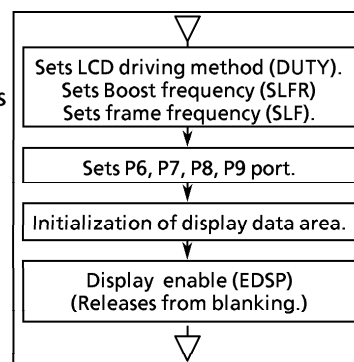 Sets LCD driving method (DUTY).
s
Sets Boost frequency (SLFR)
Sets frame frequency (SLF).
Sets P6, P7, P8, P9 port.
Initialization of display data area.
Display enable (EDSP)
(Releases from blanking.)